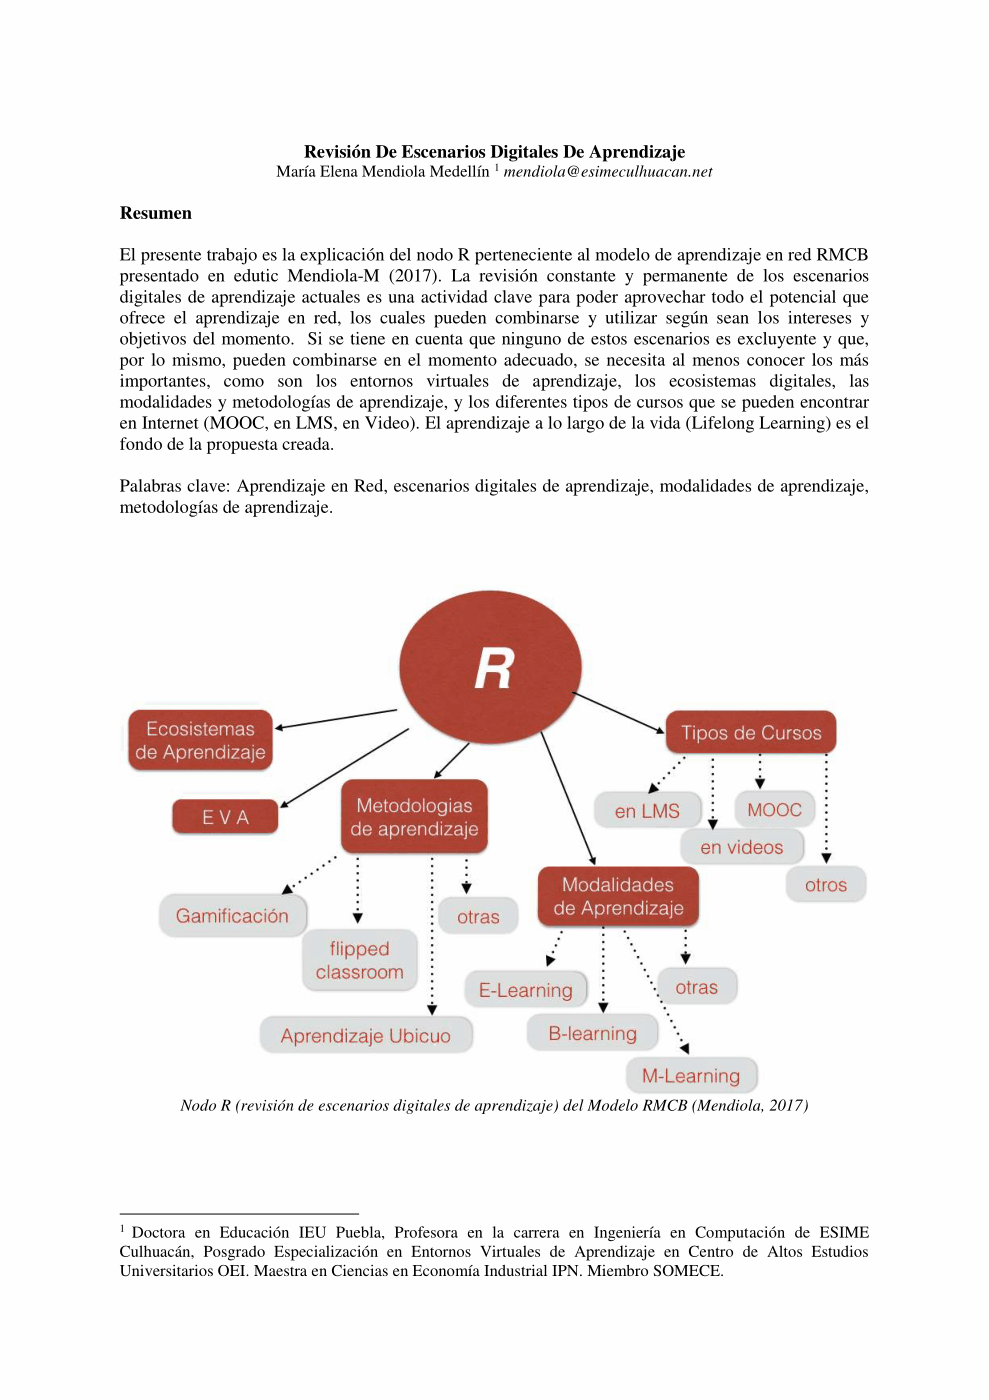 Revisión De Escenarios Digitales De Aprendizaje
María Elena Mendiola Medellín 1 mendiola@esimeculhuacan.net
Resumen
El presente trabajo es la explicación del nodo R perteneciente al modelo de aprendizaje en red RMCB
presentado en edutic Mendiola-M (2017). La revisión constante y permanente de los escenarios
digitales de aprendizaje actuales es una actividad clave para poder aprovechar todo el potencial que
ofrece el aprendizaje en red, los cuales pueden combinarse y utilizar según sean los intereses y
objetivos del momento. Si se tiene en cuenta que ninguno de estos escenarios es excluyente y que,
por lo mismo, pueden combinarse en el momento adecuado, se necesita al menos conocer los más
importantes, como son los entornos virtuales de aprendizaje, los ecosistemas digitales, las
modalidades y metodologías de aprendizaje, y los diferentes tipos de cursos que se pueden encontrar
en Internet (MOOC, en LMS, en Video). El aprendizaje a lo largo de la vida (Lifelong Learning) es el
fondo de la propuesta creada.
Palabras clave: Aprendizaje en Red, escenarios digitales de aprendizaje, modalidades de aprendizaje,
metodologías de aprendizaje.
R
Ecosistemas
de Aprendizaje
E V A
Metodologias
de aprendizaje
Gamificación
flipped
classroom
Aprendizaje Ubicuo
otras
Modalidades
de Aprendizaje
E-Learning
B-learning
M-Learning
otras
Tipos de Cursos
en LMS
en videos
MOOC
otros
Nodo R (revisión de escenarios digitales de aprendizaje) del Modelo RMCB (Mendiola, 2017)
1 Doctora en Educación IEU Puebla, Profesora en la carrera en Ingeniería en Computación de ESIME
Culhuacán, Posgrado Especialización en Entornos Virtuales de Aprendizaje en Centro de Altos Estudios
Universitarios OEI. Maestra en Ciencias en Economía Industrial IPN. Miembro SOMECE.